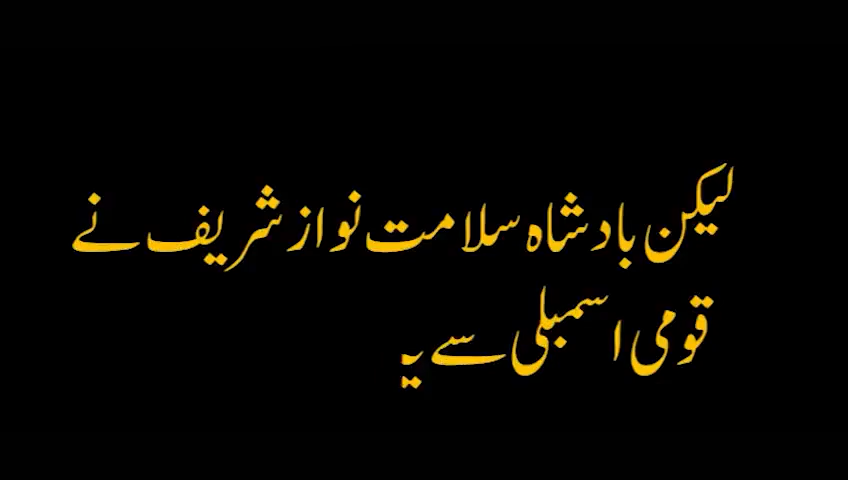 لیکن بادشاہ سلامت نواز شریف نے
قومی اسمبلی سے یہ